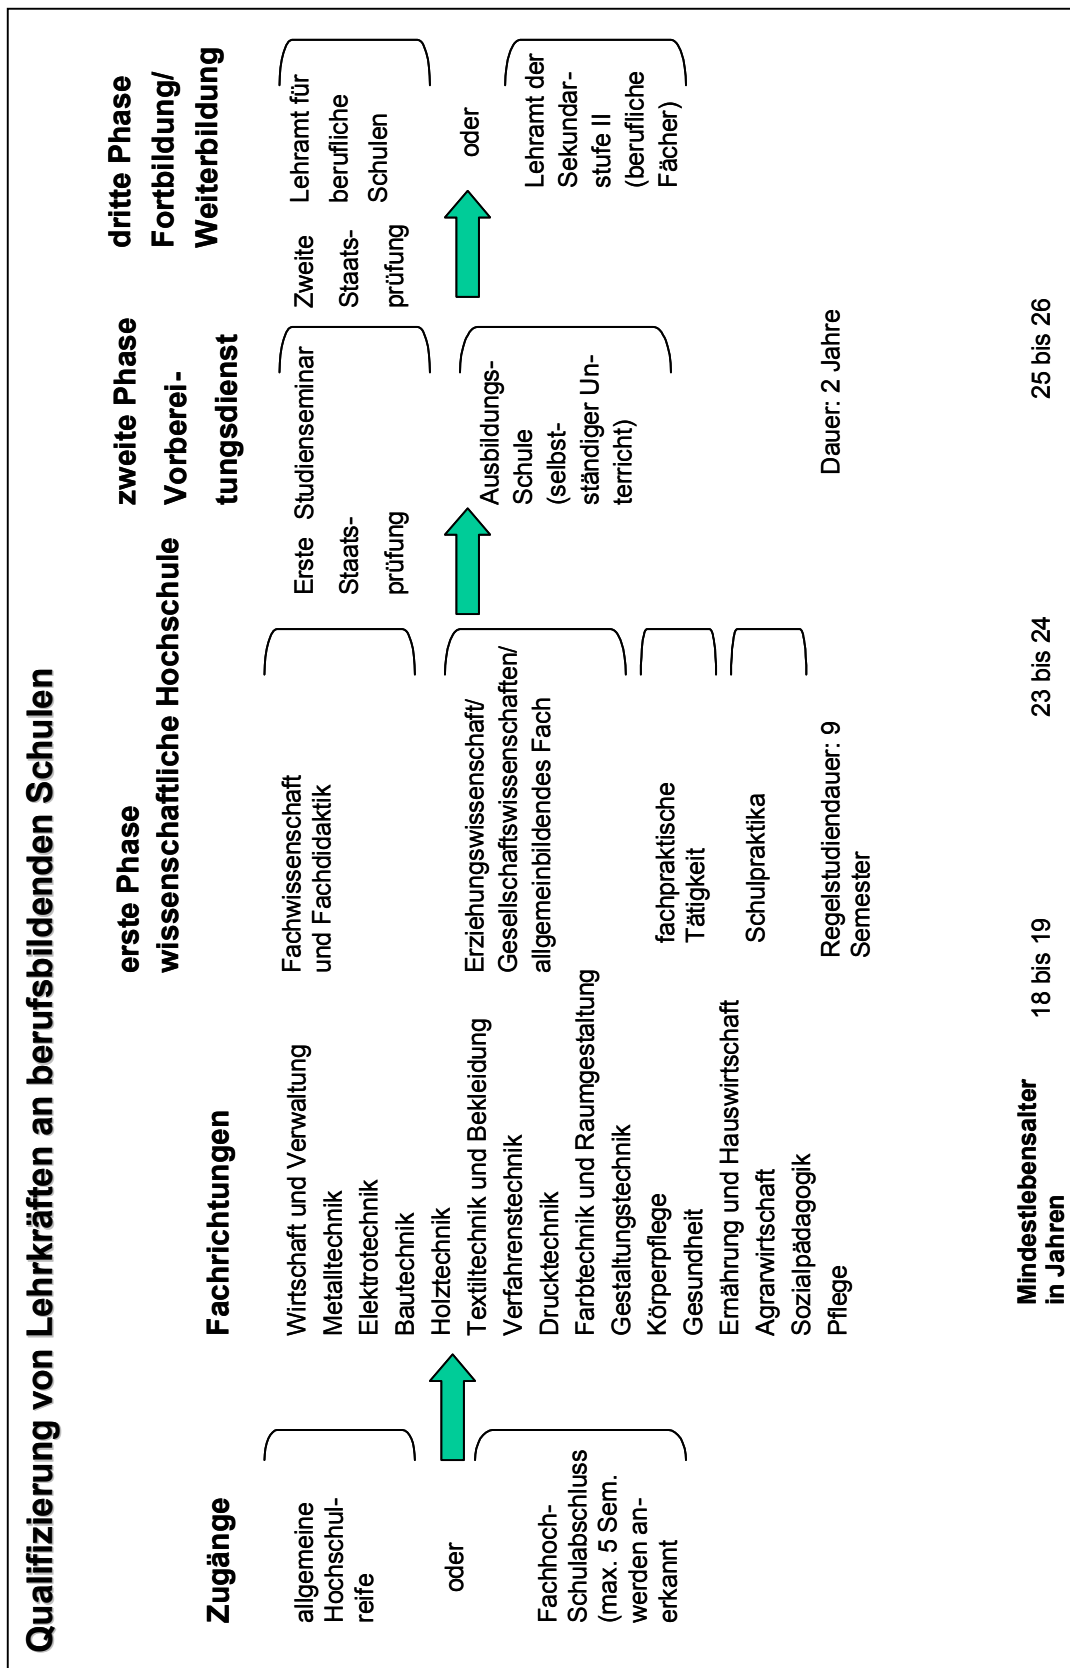 Qualifizierung von Lehrkräften an berufsbildenden Schulen
Zugänge
allgemeine
Hochschul-
reife
oder
Fachhoch-
Schulabschluss
(max. 5 Sem.
werden an-
erkannt
Fachrichtungen
Wirtschaft und Verwaltung
Metalltechnik
Elektrotechnik
Bautechnik
Holztechnik
Textiltechnik und Bekleidung
Verfahrenstechnik
Drucktechnik
Farbtechnik und Raumgestaltung
Gestaltungstechnik
Körperpflege
Gesundheit
Ernährung und Hauswirtschaft
Agrarwirtschaft
Sozialpädagogik
Pflege
erste Phase
wissenschaftliche Hochschule
Fachwissenschaft
und Fachdidaktik
Erziehungswissenschaft/
Gesellschaftswissenschaften/
allgemeinbildendes Fach
fachpraktische
Tätigkeit
Schulpraktika
Regelstudiendauer: 9
Semester
zweite Phase
Vorberei-
tungsdienst
Erste Studienseminar
Staats-
prüfung
Ausbildungs-
Schule
(selbst-
ständiger Un-
terricht)
Dauer: 2 Jahre
dritte Phase
Fortbildung/
Weiterbildung
Zweite
Staats-
prüfung
Lehramt für
berufliche
Schulen
oder
Lehramt der
Sekundar-
stufe II
(berufliche
Fächer)
Mindestlebensalter
in Jahren
18 bis 19
23 bis 24
25 bis 26